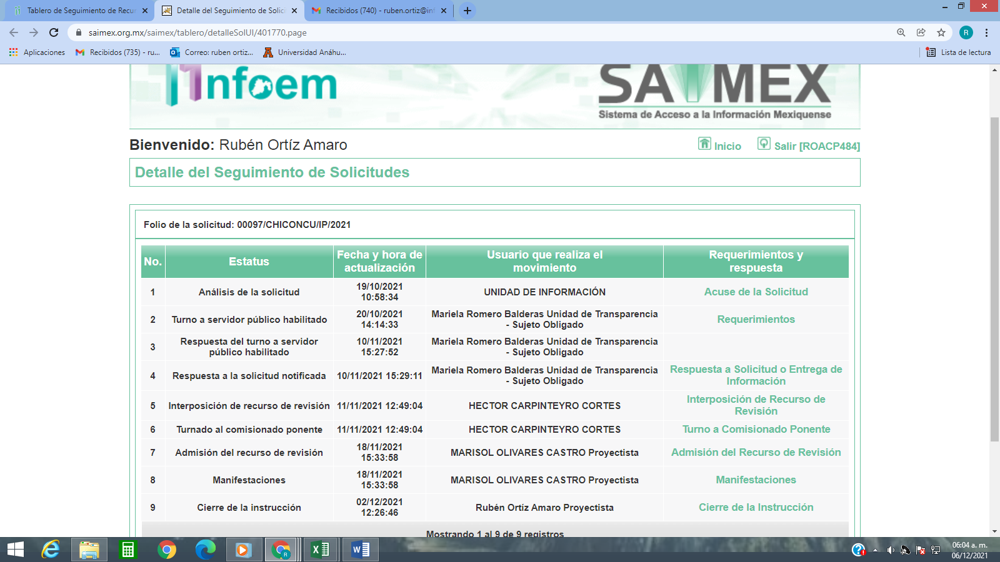 Tablero de Seguimiento de Recur
Detalle del Seguimiento de Solici
Recibidos (740) - ruben.ortiz@inf
saimex.org.mx/saimex/tablero/detalleSolUI/401770.page
R
Aplicaciones
Recibidos (735) - ru...
Correo: ruben ortiz...
Universidad Anáhu...
Lista de lectura
infoem
SAIMEX
Sistema de Acceso a la Información Mexiquense
Bienvenido: Rubén Ortíz Amaro
Inicio
Salir [ROACP484]
Detalle del Seguimiento de Solicitudes
Folio de la solicitud: 00097/CHICONCU/IP/2021
No.
Estatus
Fecha y hora de
actualización
Usuario que realiza el
movimiento
Requerimientos y
respuesta
1
Análisis de la solicitud
19/10/2021
10:58:34
UNIDAD DE INFORMACIÓN
Acuse de la Solicitud
2
Turno a servidor público habilitado
20/10/2021
14:14:33
Mariela Romero Balderas Unidad de Transparencia
- Sujeto Obligado
Requerimientos
3
Respuesta del turno a servidor
público habilitado
10/11/2021
15:27:52
Mariela Romero Balderas Unidad de Transparencia
- Sujeto Obligado
4
Respuesta a la solicitud notificada
10/11/2021 15:29:11
Mariela Romero Balderas Unidad de Transparencia
- Sujeto Obligado
Respuesta a Solicitud o Entrega de
Información
5
Interposición de recurso de revisión
11/11/2021 12:49:04
HECTOR CARPINTEYRO CORTES
Interposición de Recurso de
Revisión
6
Turnado al comisionado ponente
11/11/2021 12:49:04
HECTOR CARPINTEYRO CORTES
Turno a Comisionado Ponente
7
Admisión del recurso de revisión
18/11/2021
15:33:58
MARISOL OLIVARES CASTRO Proyectista
Admisión del Recurso de Revisión
8
Manifestaciones
18/11/2021
15:33:58
MARISOL OLIVARES CASTRO Proyectista
Manifestaciones
9
Cierre de la instrucción
02/12/2021
12:26:46
Rubén Ortíz Amaro Proyectista
Cierre de la Instrucción
Mostrando 1 al 9 de 9 registros
06:04 a. m.
06/12/2021